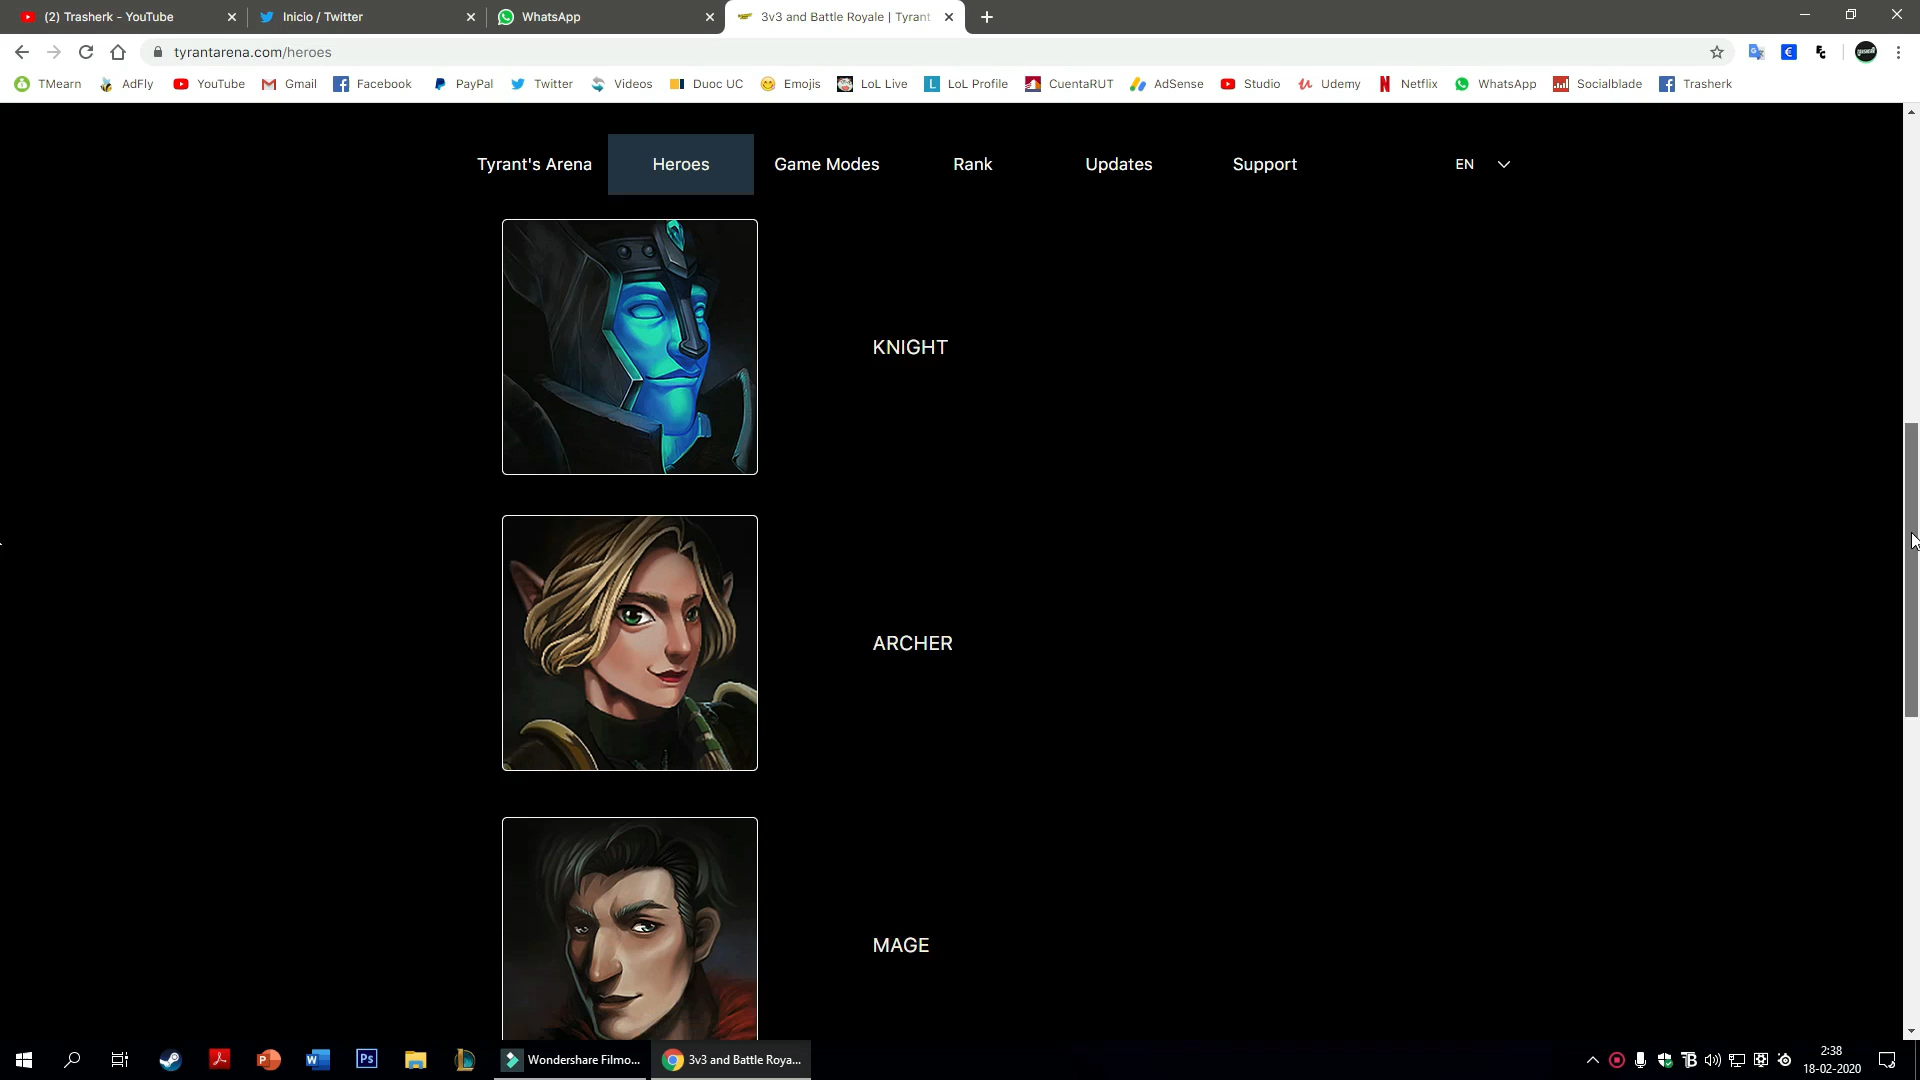 (2) Trasherk - YouTube
Inicio / Twitter
WhatsApp
3v3 and Battle Royale | Tyrant
tyrantarena.com/heroes
TMearn
AdFly
YouTube
Gmail
Facebook
PayPal
Twitter
Videos
Duoc UC
Emojis
LoL Live
LoL Profile
CuentaRUT
AdSense
Studio
Udemy
Netflix
WhatsApp
Socialblade
Trasherk
Tyrant's Arena
Heroes
Game Modes
Rank
Updates
Support
EN
KNIGHT
ARCHER
MAGE
Wondershare Filmo...
3v3 and Battle Roya...
2:38
18-02-2020